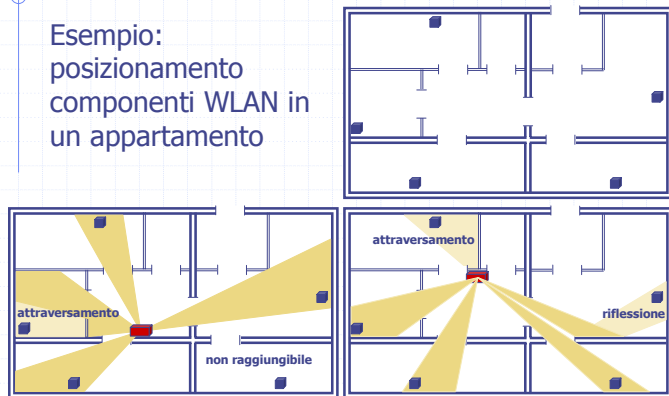 Esempio:
posizionamento
componenti WLAN in
un appartamento
attraversamento
non raggiungibile
attraversamento
riflessione